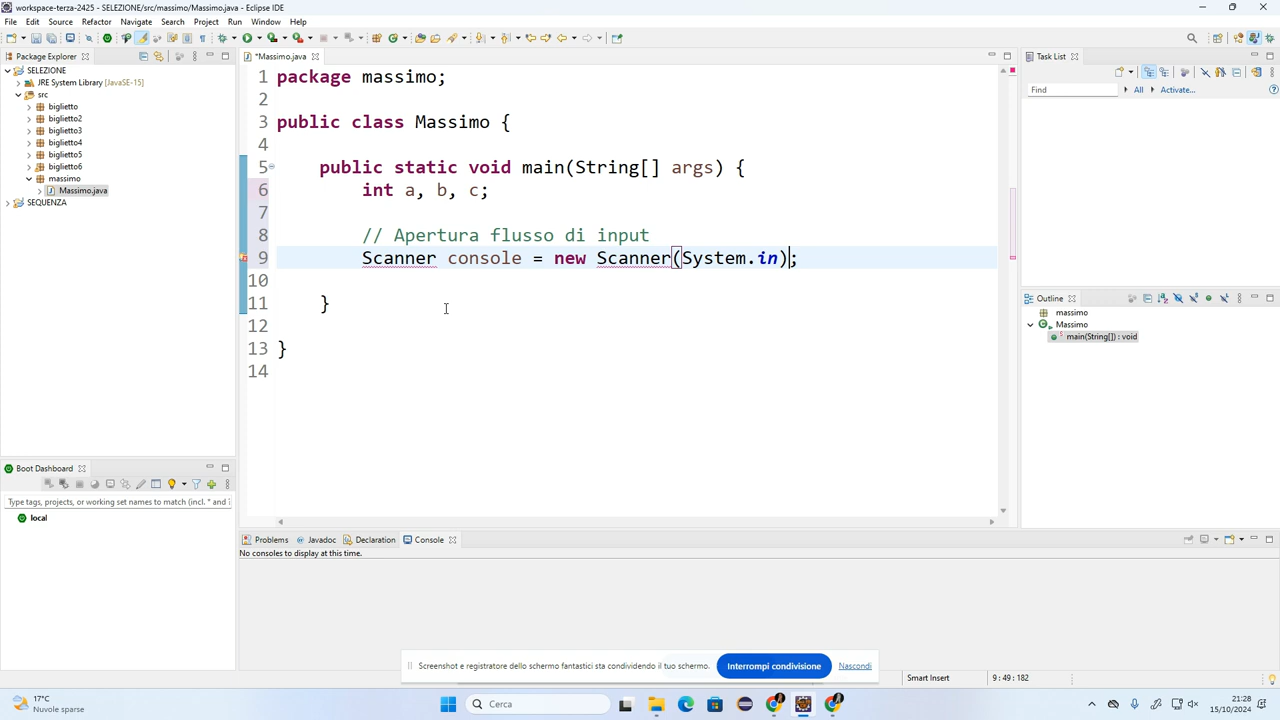 workspace-terza-2425 - SELEZIONE/src/massimo/Massimo.java - Eclipse IDE
File Edit Source Refactor Navigate Search Project Run Window Help
Package Explorer
*Massimo.java
Task List
SELEZIONE
JRE System Library [JavaSE-15]
src
biglietto
biglietto2
biglietto3
biglietto4
biglietto5
biglietto6
massimo
Massimo.java
SEQUENZA
1 package massimo;
2
3 public class Massimo {
4
5 public static void main(String[] args) {
6 int a, b, c;
7
8 // Apertura flusso di input
9 Scanner console = new Scanner(System.in);
10
11 }
12
13 }
14
Find All Activate...
Outline
massimo
Massimo
main(String[]) : void
Boot Dashboard
Type tags, projects, or working set names to match (incl. * and
local
Problems Javadoc Declaration Console
No consoles to display at this time.
Screenshot e registratore dello schermo fantastici sta condividendo il tuo schermo. Interrompi condivisione Nascondi
Smart Insert 9 : 49 : 182
17°C
Nuvole sparse
Cerca
21:28
15/10/2024